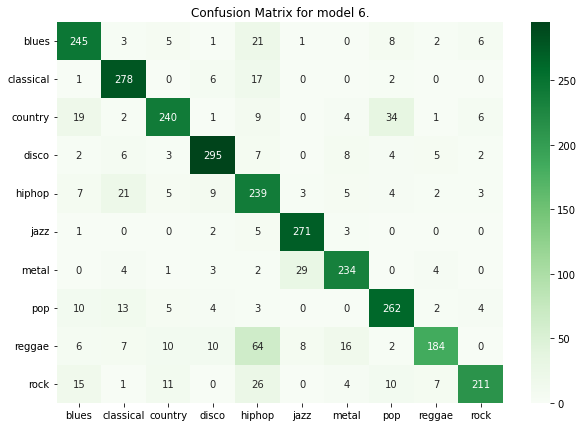 Confusion Matrix for model 6.
blues 245 3 5 1 21 1 0 8 2 6
classical 1 278 0 6 17 0 0 2 0 0
country 19 2 240 1 9 0 4 34 1 6
disco 2 6 3 295 7 0 8 4 5 2
hiphop 7 21 5 9 239 3 5 4 2 3
jazz 1 0 0 2 5 271 3 0 0 0
metal 0 4 1 3 2 29 234 0 4 0
pop 10 13 5 4 3 0 0 262 2 4
reggae 6 7 10 10 64 8 16 2 184 0
rock 15 1 11 0 26 0 4 10 7 211
blues classical country disco hiphop jazz metal pop reggae rock
250
200
150
100
50
0